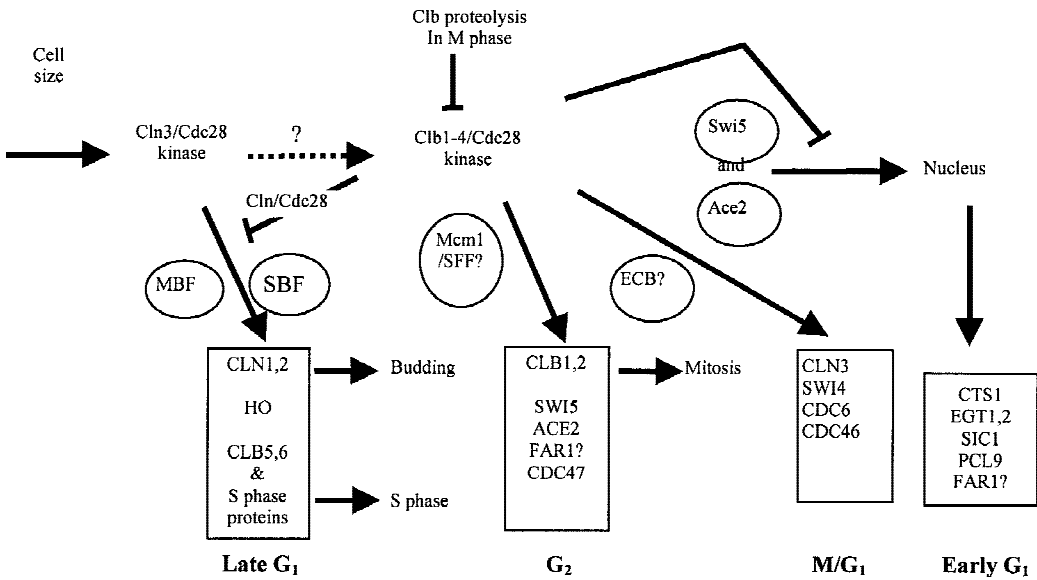 Clb proteolysis
In M phase
Cell
size
Cln3/Cdc28
kinase
?
Clb1-4/Cdc28
kinase
Swi5
and
Ace2
Nucleus
Cln/Cdc28
MBF
SBF
Mcm1
/SFF?
ECB?
CLN1,2
HO
CLB5,6
&
S phase
proteins
Budding
S phase
CLB1,2
SWI5
ACE2
FAR1?
CDC47
Mitosis
CLN3
SWI4
CDC6
CDC46
CTS1
EGT1,2
SIC1
PCL9
FAR1?
Late G₁
G₂
M/G₁
Early G₁